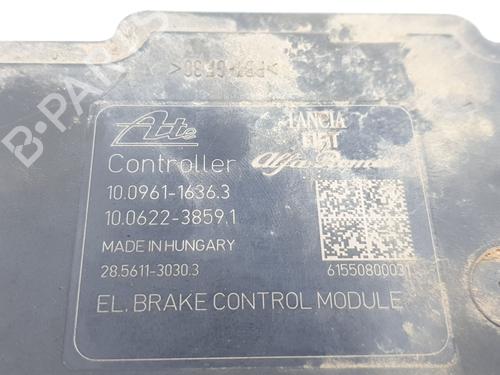 >PBT-GF30<
Ate
LANCIA
FIAT
Alfa Romeo
Controller
10.0961-1636.3
10.0622-3859.1
MADE IN HUNGARY
28.5611-3030.3
61550800031
EL. BRAKE CONTROL MODULE
B-PARTS